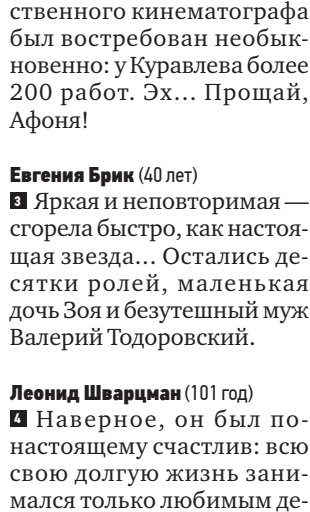 ственного кинематографа
был востребован необык-
новенно: у Куравлева более
200 работ. Эх... Прощай,
Афоня!
Евгения Брик (40 лет)
3 Яркая и неповторимая —
сгорела быстро, как настоя-
щая звезда... Остались де-
сятки ролей, маленькая
дочь Зоя и безутешный муж
Валерий Тодоровский.
Леонид Шварцман (101 год)
4 Наверное, он был по-
настоящему счастлив: всю
свою долгую жизнь зани-
мался только любимым де-